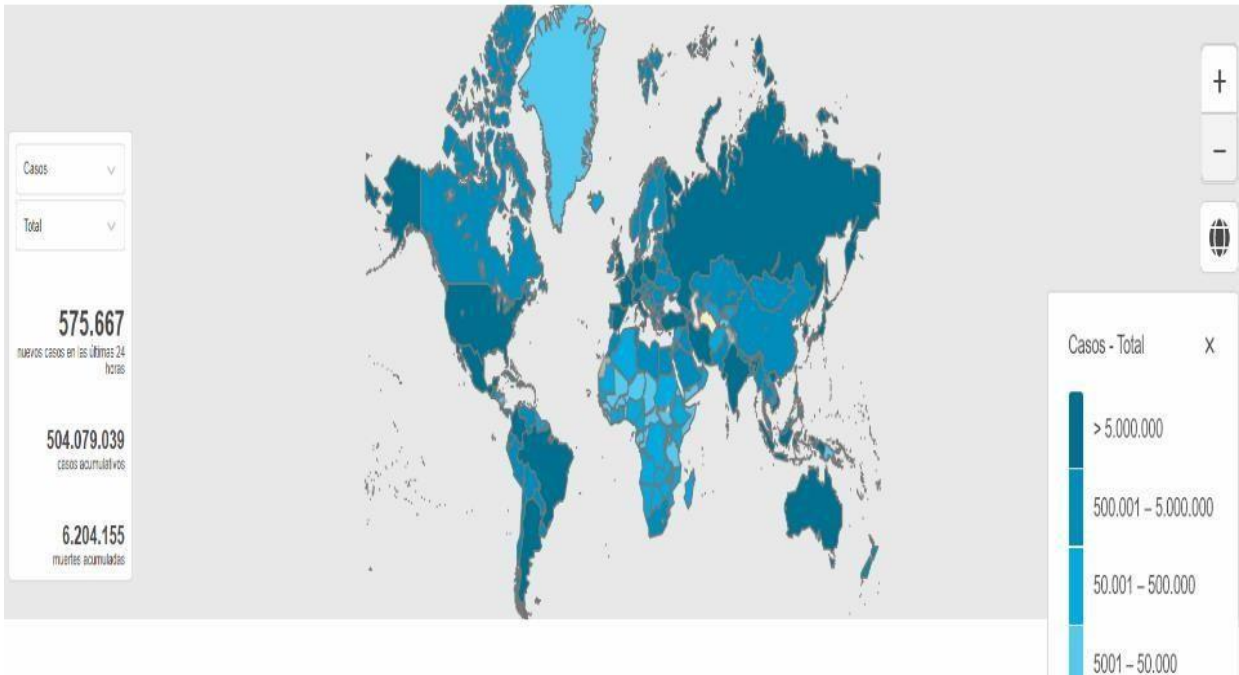 Casos
Total
575.667
nuevos casos en las últimas 24
horas
504.079.039
casos acumulativos
6.204.155
muertes acumuladas
+
−
Casos - Total X
> 5.000.000
500.001 – 5.000.000
50.001 – 500.000
5001 – 50.000